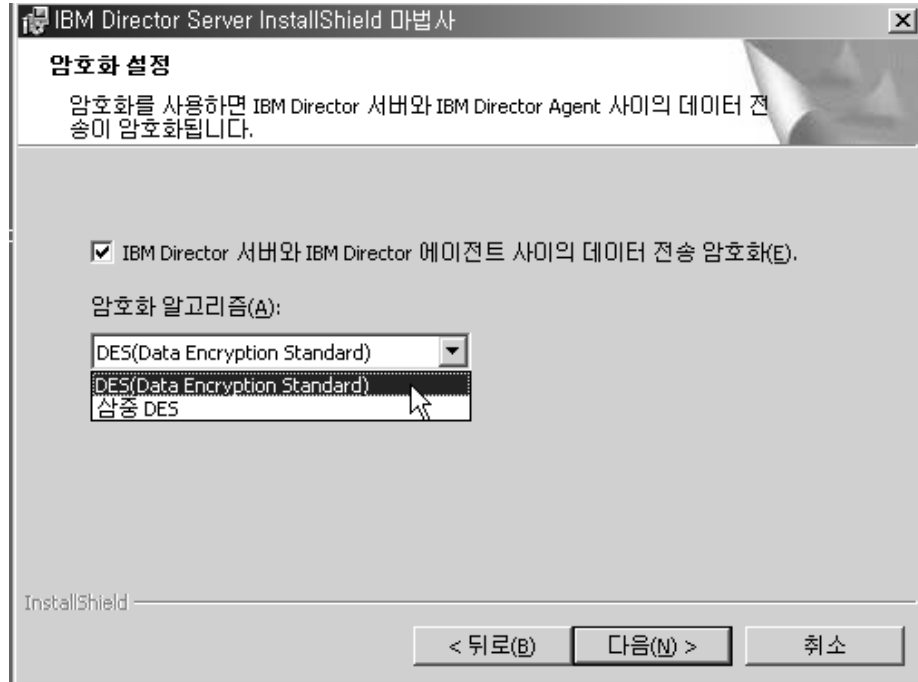 IBM Director Server InstallShield 마법사
암호화 설정
암호화를 사용하면 IBM Director 서버와 IBM Director Agent 사이의 데이터 전
송이 암호화됩니다.
IBM Director 서버와 IBM Director 에이전트 사이의 데이터 전송 암호화(E).
암호화 알고리즘(A):
DES(Data Encryption Standard)
DES(Data Encryption Standard)
삼중 DES
InstallShield
< 뒤로(B) 다음(N) > 취소